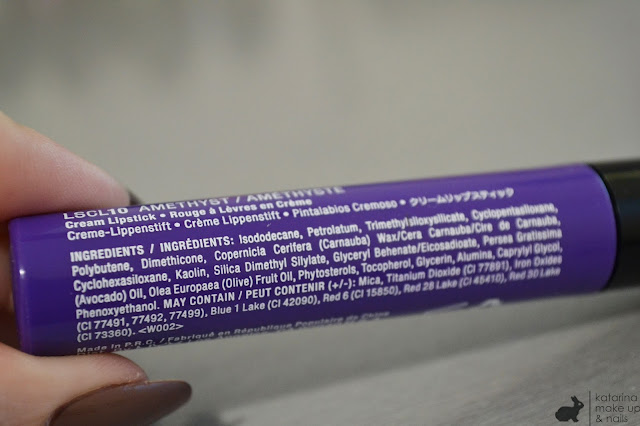 LSCL10 AMETHYST / AMÉTHYSTE
Cream Lipstick • Rouge à Lèvres en Crème
Creme-Lippenstift • Crème Lippenstift • Pintalabios Cremoso • クリームリップスティック
INGREDIENTS / INGRÉDIENTS: Isododecane, Petrolatum, Trimethylsiloxysilicate, Cyclopentasiloxane,
Polybutene, Dimethicone, Copernicia Cerifera (Carnauba) Wax/Cera Carnauba/Cire de Carnauba,
Cyclohexasiloxane, Kaolin, Silica Dimethyl Silylate, Glyceryl Behenate/Eicosadioate, Persea Gratissima
(Avocado) Oil, Olea Europaea (Olive) Fruit Oil, Phytosterols, Tocopherol, Glycerin, Alumina, Caprylyl Glycol,
Phenoxyethanol. MAY CONTAIN / PEUT CONTENIR (+/-): Mica, Titanium Dioxide (CI 77891), Iron Oxides
(CI 77491, 77492, 77499), Blue 1 Lake (CI 42090), Red 6 (CI 15850), Red 28 Lake (CI 45410), Red 30 Lake
(CI 73360). <W002>
Made in P.R.C. / Fabriqué en République Populaire de Chine
katarina
make up
& nails